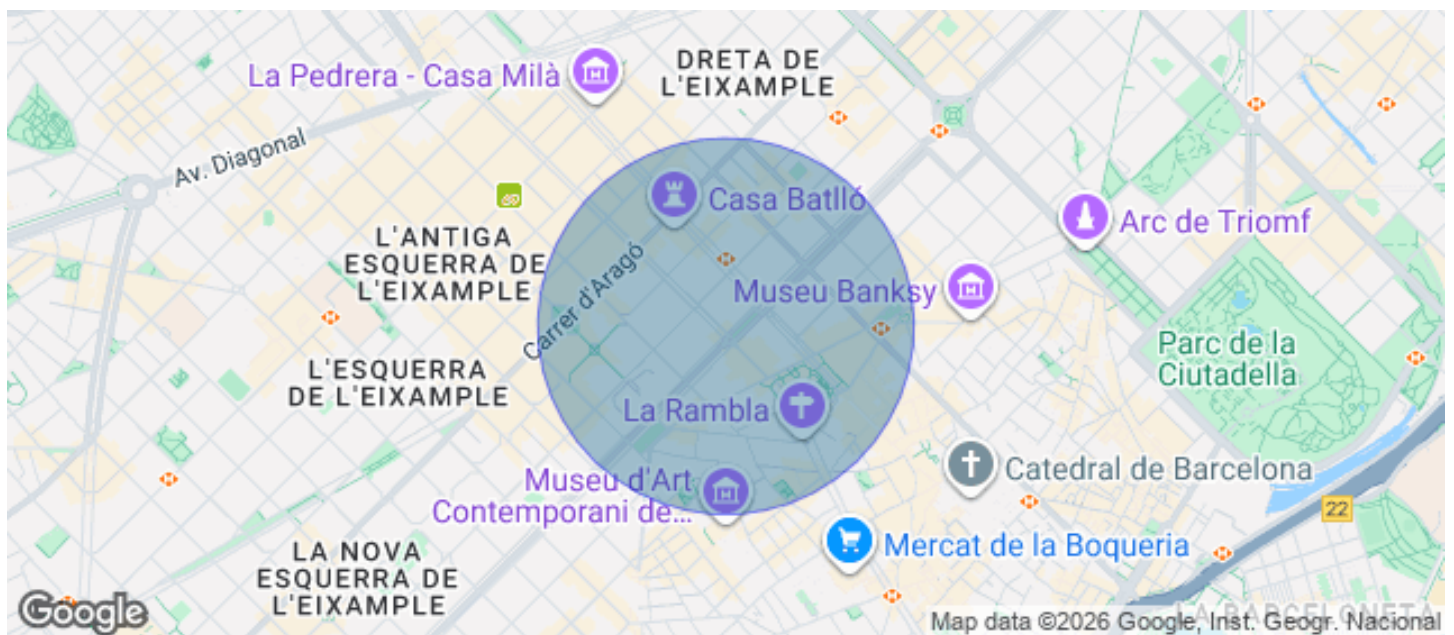 DRETA DE
L'EIXAMPLE
La Pedrera - Casa Milà
Av. Diagonal
Casa Batlló
Arc de Triomf
L'ANTIGA
ESQUERRA DE
L'EIXAMPLE
Carrer d'Aragó
Museu Banksy
Parc de la
Ciutadella
L'ESQUERRA
DE L'EIXAMPLE
La Rambla
Catedral de Barcelona
Museu d'Art
Contemporani de...
22
Mercat de la Boqueria
LA NOVA
ESQUERRA DE
L'EIXAMPLE
LA BARCELONETA
Google
Map data ©2026 Google, Inst. Geogr. Nacional